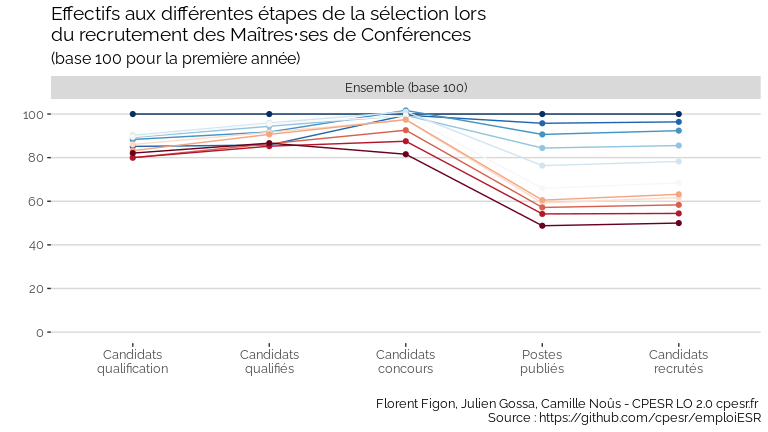 Effectifs aux différentes étapes de la sélection lors
du recrutement des Maîtres·ses de Conférences
(base 100 pour la première année)
Ensemble (base 100)
100
80
60
40
20
0
Candidats qualification
Candidats qualifiés
Candidats concours
Postes publiés
Candidats recrutés
Florent Figon, Julien Gossa, Camille Noûs - CPESR LO 2.0 cpesr.fr
Source : https://github.com/cpesr/emploiESR